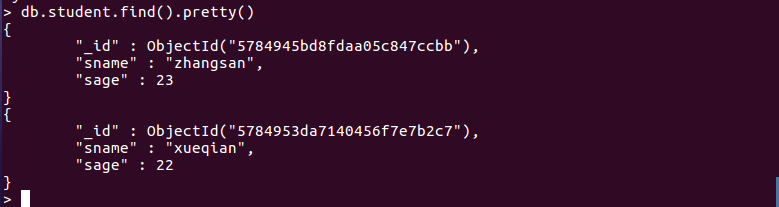 > db.student.find().pretty()
{
        "_id" : ObjectId("5784945bd8fdaa05c847ccbb"),
        "sname" : "zhangsan",
        "sage" : 23
}
{
        "_id" : ObjectId("5784953da7140456f7e7b2c7"),
        "sname" : "xueqian",
        "sage" : 22
}
>